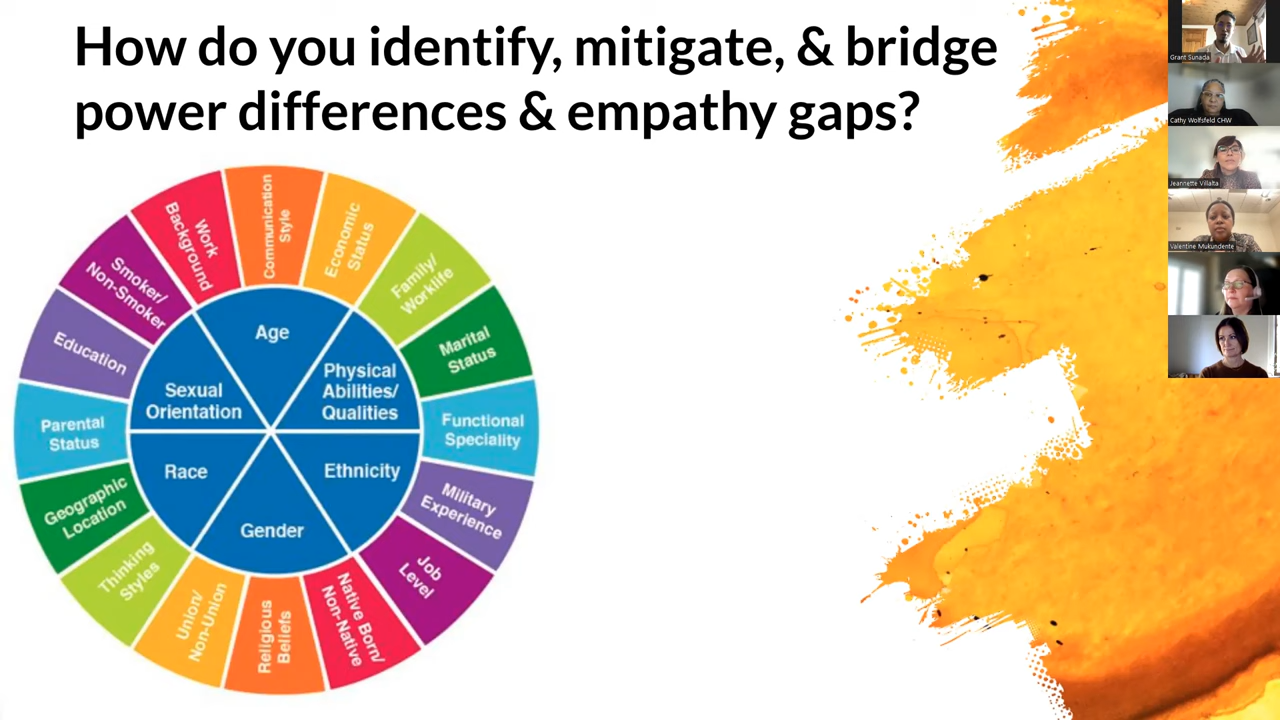 How do you identify, mitigate, & bridge
power differences & empathy gaps?
Communication
Style
Economic
Status
Family/
Worklife
Marital
Status
Functional
Speciality
Military
Experience
Job
Level
Native Born/
Non-Native
Religious
Beliefs
Union/
Non-Union
Thinking
Styles
Geographic
Location
Parental
Status
Education
Smoker/
Non-Smoker
Work
Background
Age
Physical
Abilities/
Qualities
Ethnicity
Gender
Race
Sexual
Orientation
Grant Sunada
Cathy Wolfsfeld CHW
Jeannette Villalta
Valentine Mukundente